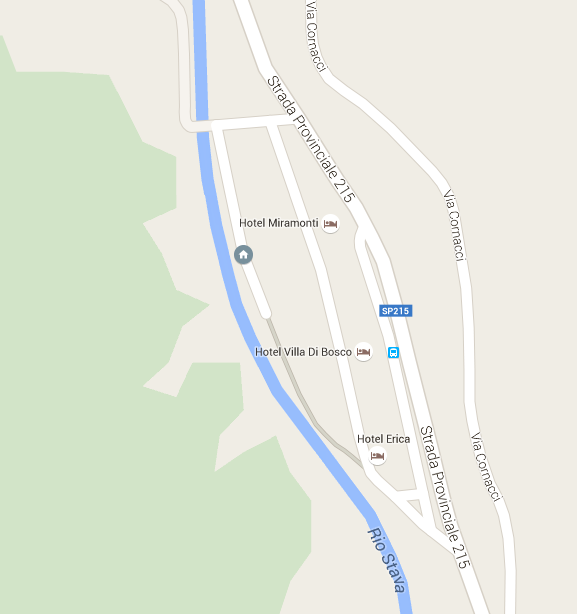 Via Cornacci
Strada Provinciale 215
Via Cornacci
Hotel Miramonti
SP215
Hotel Villa Di Bosco
Hotel Erica
Strada Provinciale 215
Via Cornacci
Rio Stava